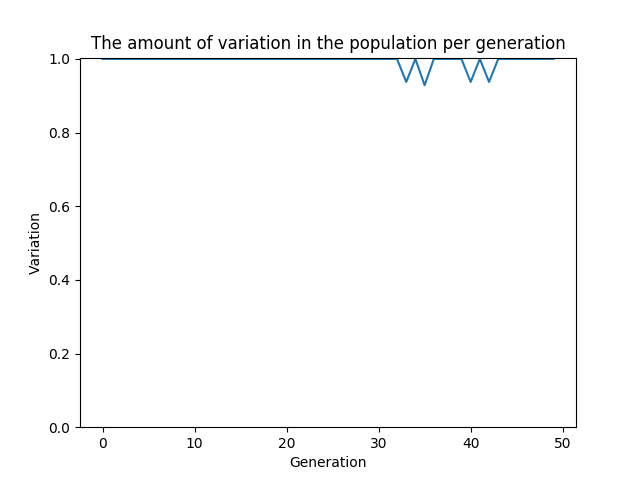 The amount of variation in the population per generation
1.0
0.8
0.6
0.4
0.2
0.0
Variation
0 10 20 30 40 50
Generation